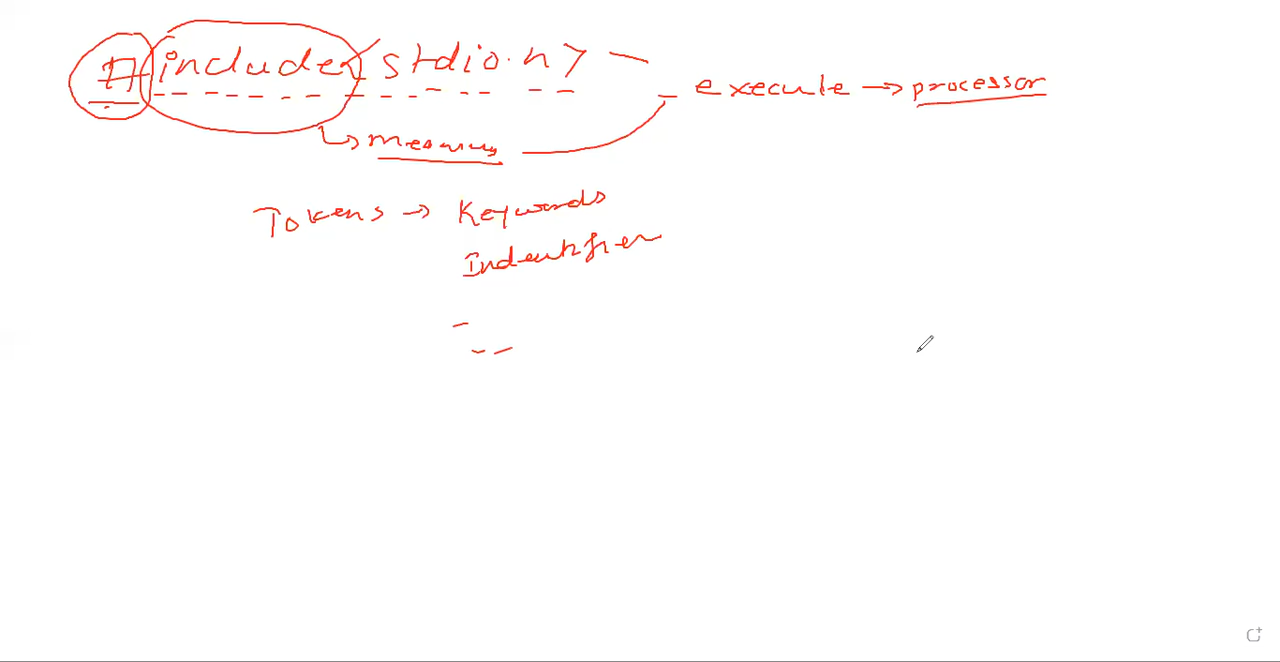 #include<stdio.h>
execute → processor
↳ meaning
Tokens → Keywords
Indentifier